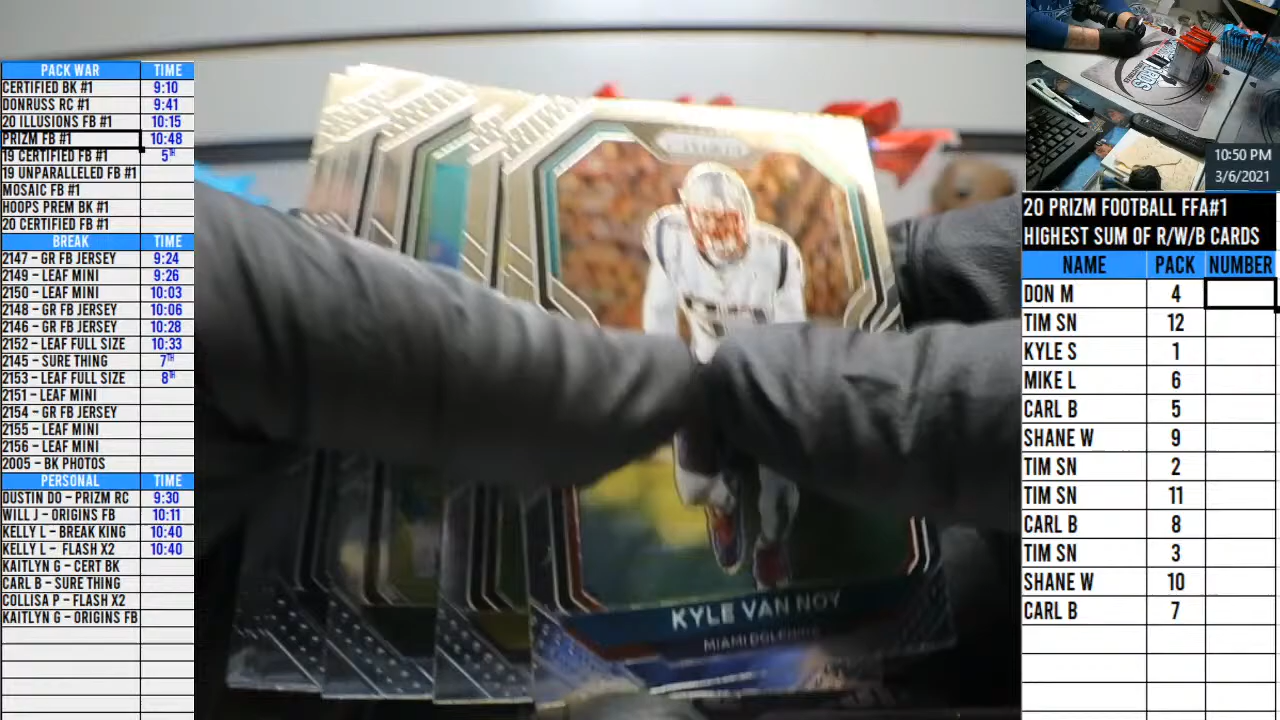 PACK WAR TIME
CERTIFIED BK #1 9:10
DONRUSS RC #1 9:41
20 ILLUSIONS FB #1 10:15
PRIZM FB #1 10:48
19 CERTIFIED FB #1 5TH
19 UNPARALLELED FB #1
MOSAIC FB #1
HOOPS PREM BK #1
20 CERTIFIED FB #1
BREAK TIME
2147 - GR FB JERSEY 9:24
2149 - LEAF MINI 9:26
2150 - LEAF MINI 10:03
2148 - GR FB JERSEY 10:06
2146 - GR FB JERSEY 10:28
2152 - LEAF FULL SIZE 10:33
2145 - SURE THING 7TH
2153 - LEAF FULL SIZE 8TH
2151 - LEAF MINI
2154 - GR FB JERSEY
2155 - LEAF MINI
2156 - LEAF MINI
2005 - BK PHOTOS
PERSONAL TIME
DUSTIN DO - PRIZM RC 9:30
WILL J - ORIGINS FB 10:11
KELLY L - BREAK KING 10:40
KELLY L - FLASH X2 10:40
KAITLYN G - CERT BK
CARL B - SURE THING
COLLISA P - FLASH X2
KAITLYN G - ORIGINS FB
PRIZM
KYLE VAN NOY
MIAMI DOLPHINS
10:50 PM
3/6/2021
20 PRIZM FOOTBALL FFA#1
HIGHEST SUM OF R/W/B CARDS
NAME PACK NUMBER
DON M 4
TIM SN 12
KYLE S 1
MIKE L 6
CARL B 5
SHANE W 9
TIM SN 2
TIM SN 11
CARL B 8
TIM SN 3
SHANE W 10
CARL B 7